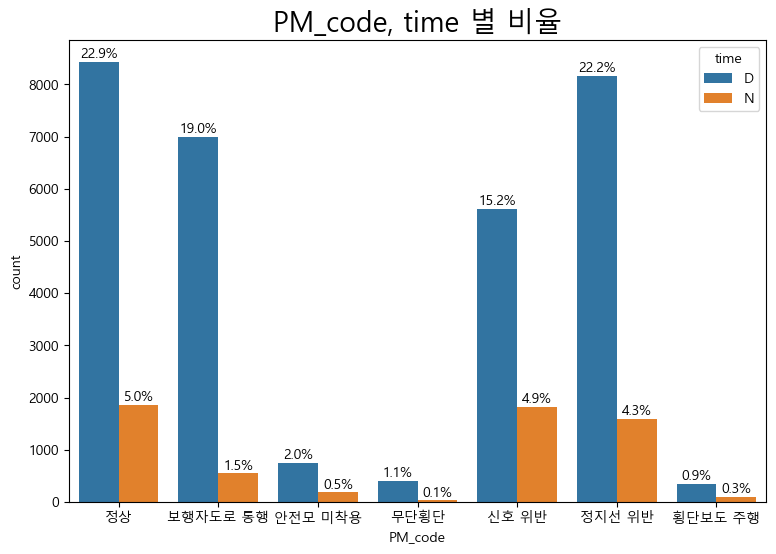 PM_code, time 별 비율
time
D
N
count
8000
7000
6000
5000
4000
3000
2000
1000
0
22.9%
5.0%
19.0%
1.5%
2.0%
0.5%
1.1%
0.1%
15.2%
4.9%
22.2%
4.3%
0.9%
0.3%
정상
보행자도로 통행
안전모 미착용
무단횡단
신호 위반
정지선 위반
횡단보도 주행
PM_code